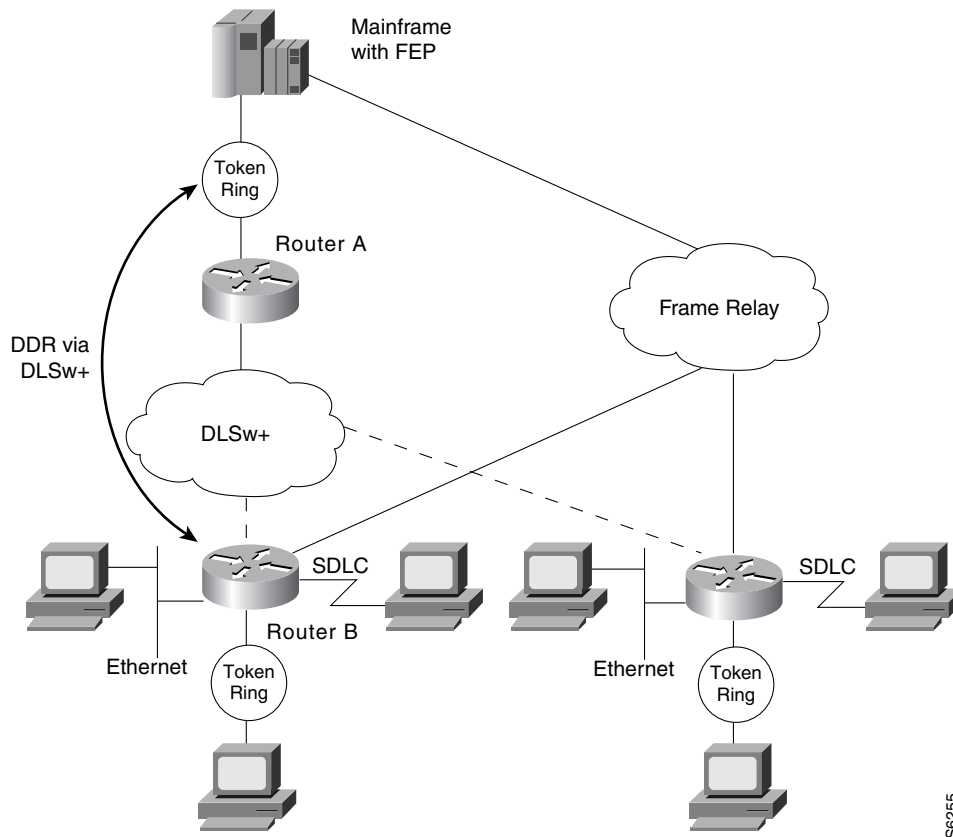 Mainframe
with FEP
Token
Ring
Router A
Frame Relay
DDR via
DLSw+
DLSw+
SDLC
SDLC
Router B
Ethernet
Ethernet
Token
Ring
Token
Ring
S6255